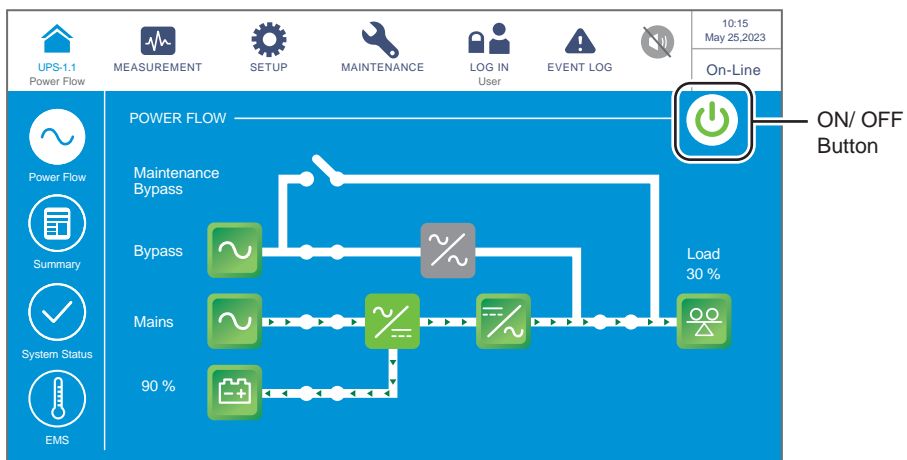 UPS-1.1
Power Flow
MEASUREMENT
SETUP
MAINTENANCE
LOG IN
User
EVENT LOG
10:15
May 25,2023
On-Line
POWER FLOW
ON/ OFF
Button
Power Flow
Maintenance
Bypass
Summary
Bypass
Load
30 %
Mains
System Status
90 %
EMS